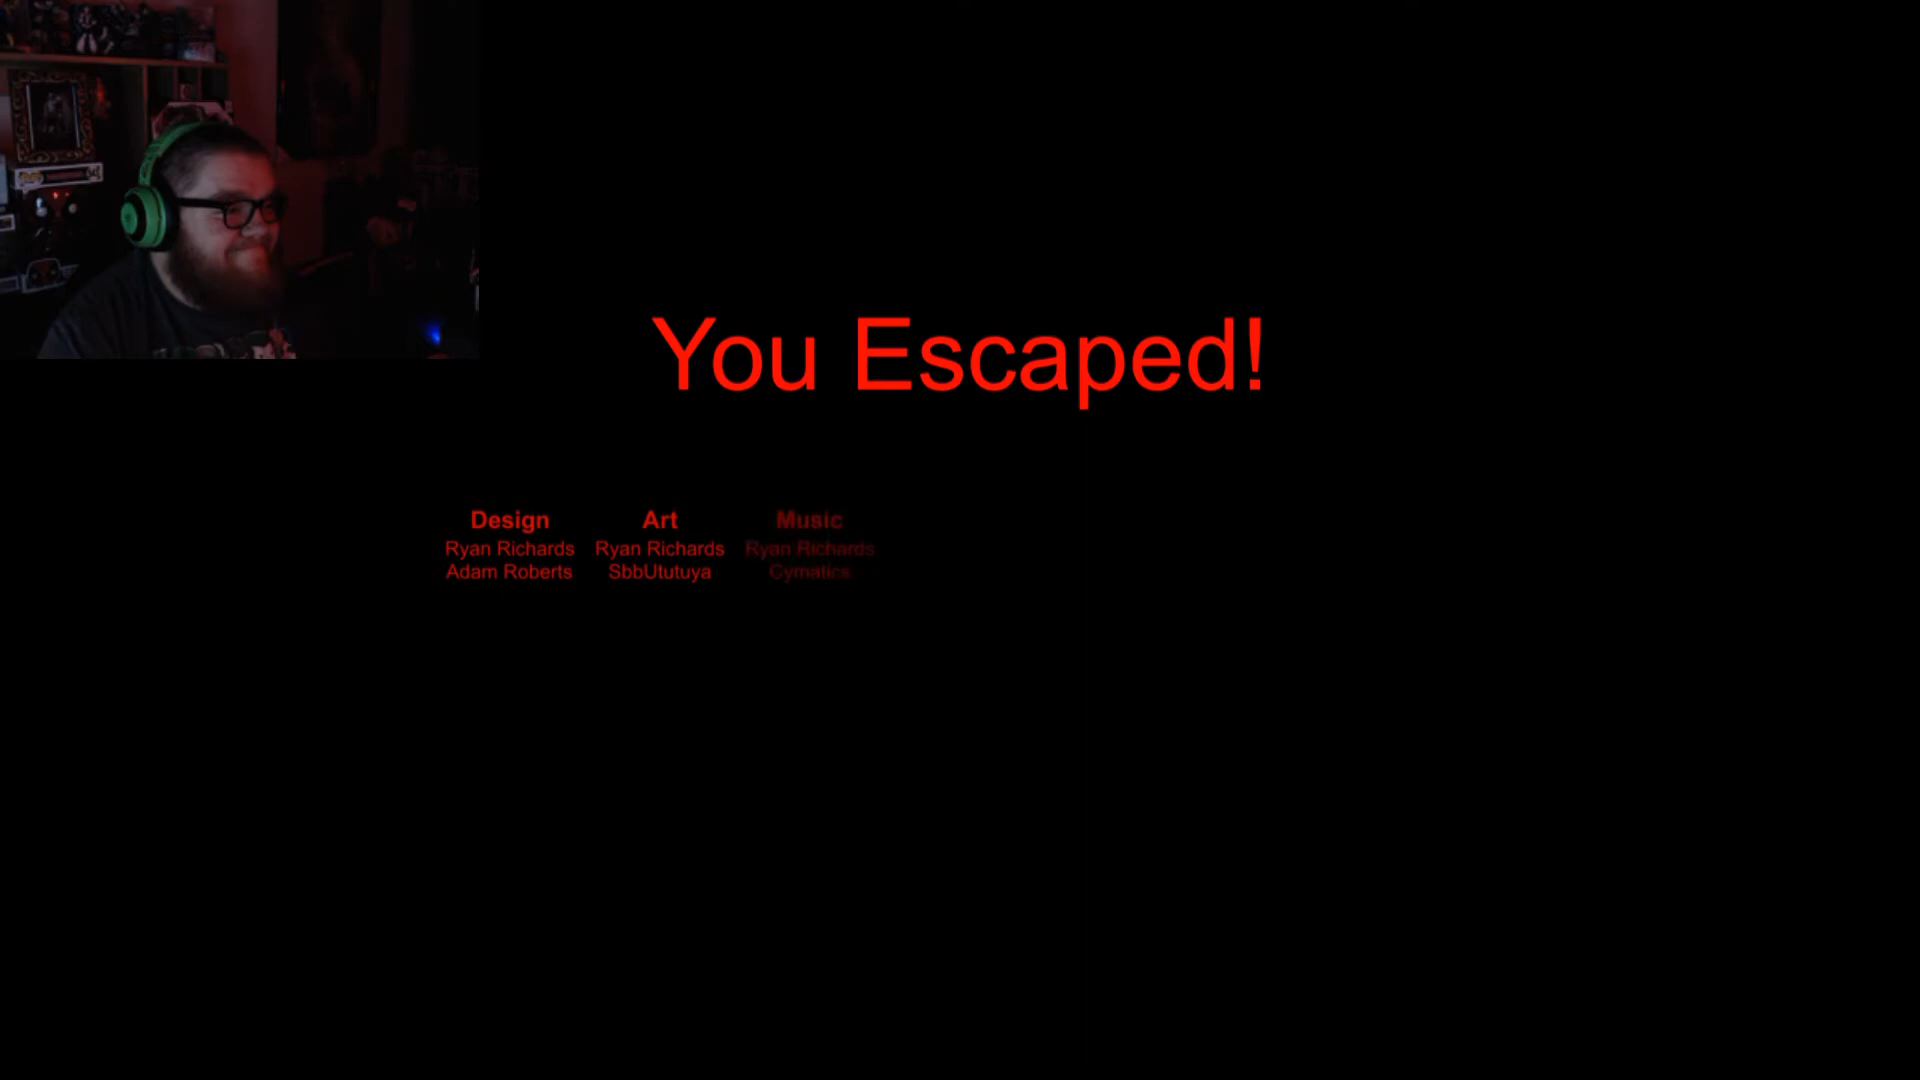 You Escaped!
Design
Ryan Richards
Adam Roberts
Art
Ryan Richards
SbbUtutuya
Music
Ryan Richards
Cymatics